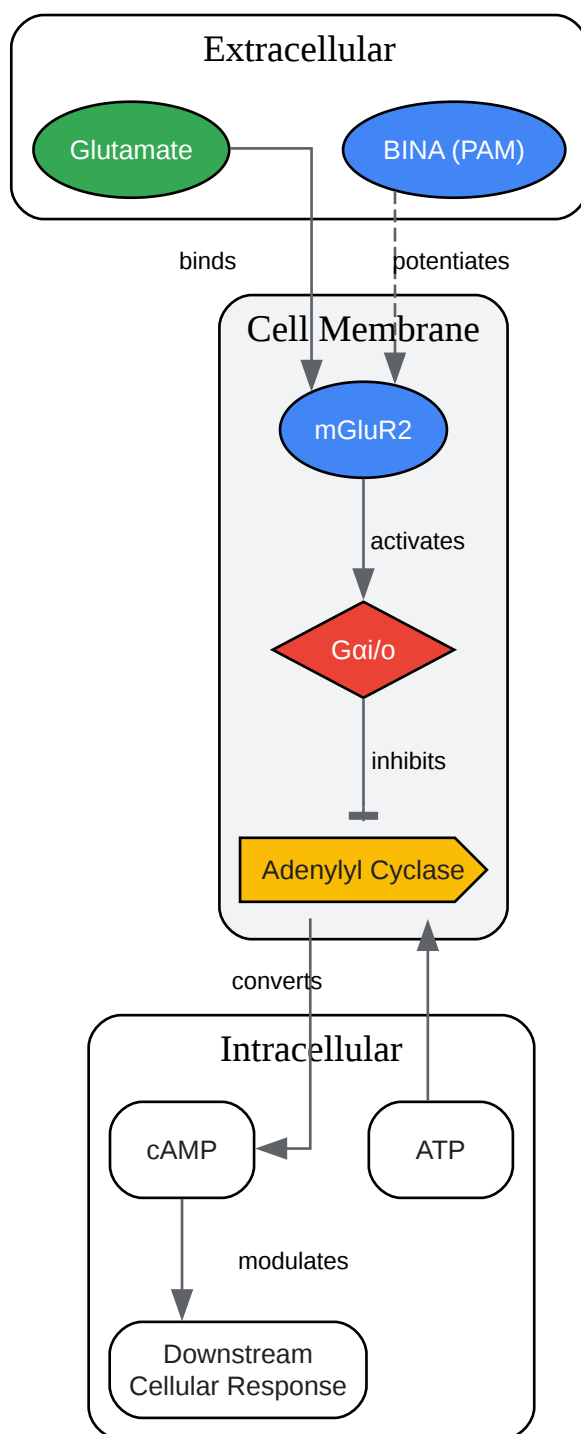 Extracellular
Glutamate
BINA (PAM)
binds
potentiates
Cell Membrane
mGluR2
activates
Gαi/o
inhibits
Adenylyl Cyclase
converts
Intracellular
cAMP
ATP
modulates
Downstream
Cellular Response